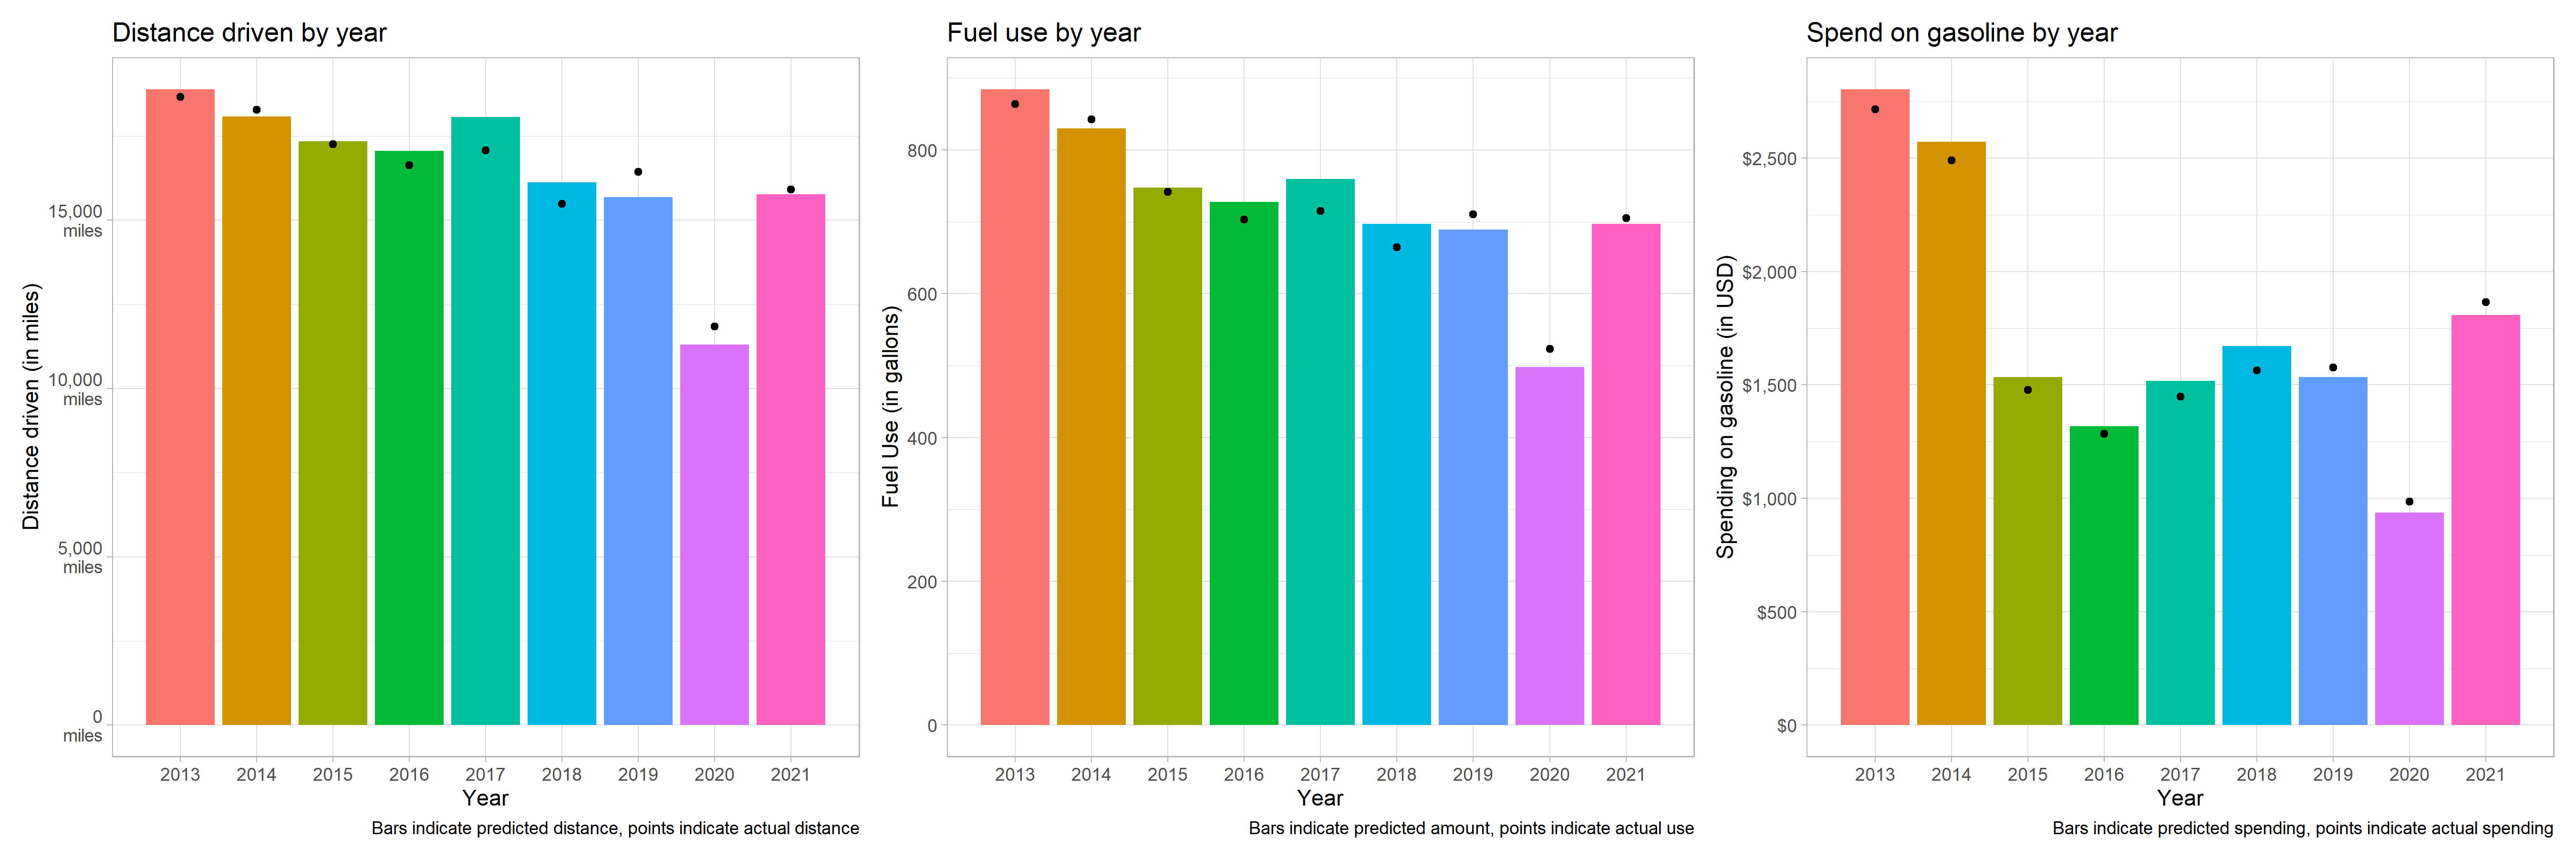 Distance driven by year
Distance driven (in miles)
15,000
miles
10,000
miles
5,000
miles
0
miles
2013 2014 2015 2016 2017 2018 2019 2020 2021
Year
Bars indicate predicted distance, points indicate actual distance
Fuel use by year
Fuel Use (in gallons)
800
600
400
200
0
2013 2014 2015 2016 2017 2018 2019 2020 2021
Year
Bars indicate predicted amount, points indicate actual use
Spend on gasoline by year
Spending on gasoline (in USD)
$2,500
$2,000
$1,500
$1,000
$500
$0
2013 2014 2015 2016 2017 2018 2019 2020 2021
Year
Bars indicate predicted spending, points indicate actual spending